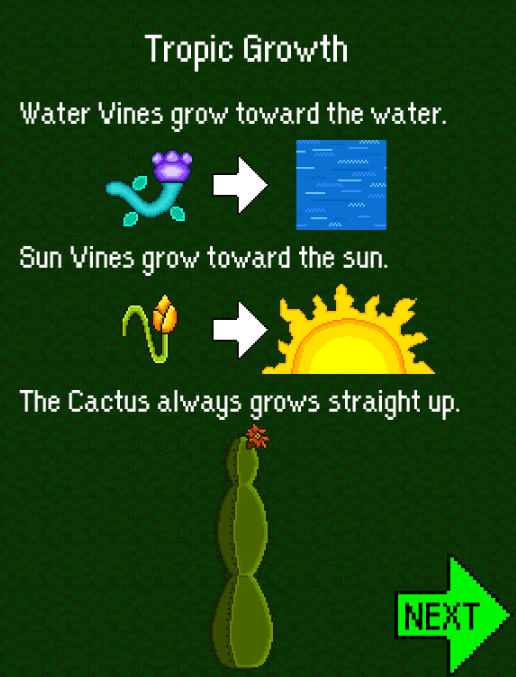 Tropic Growth
Water Vines grow toward the water.
Sun Vines grow toward the sun.
The Cactus always grows straight up.
NEXT